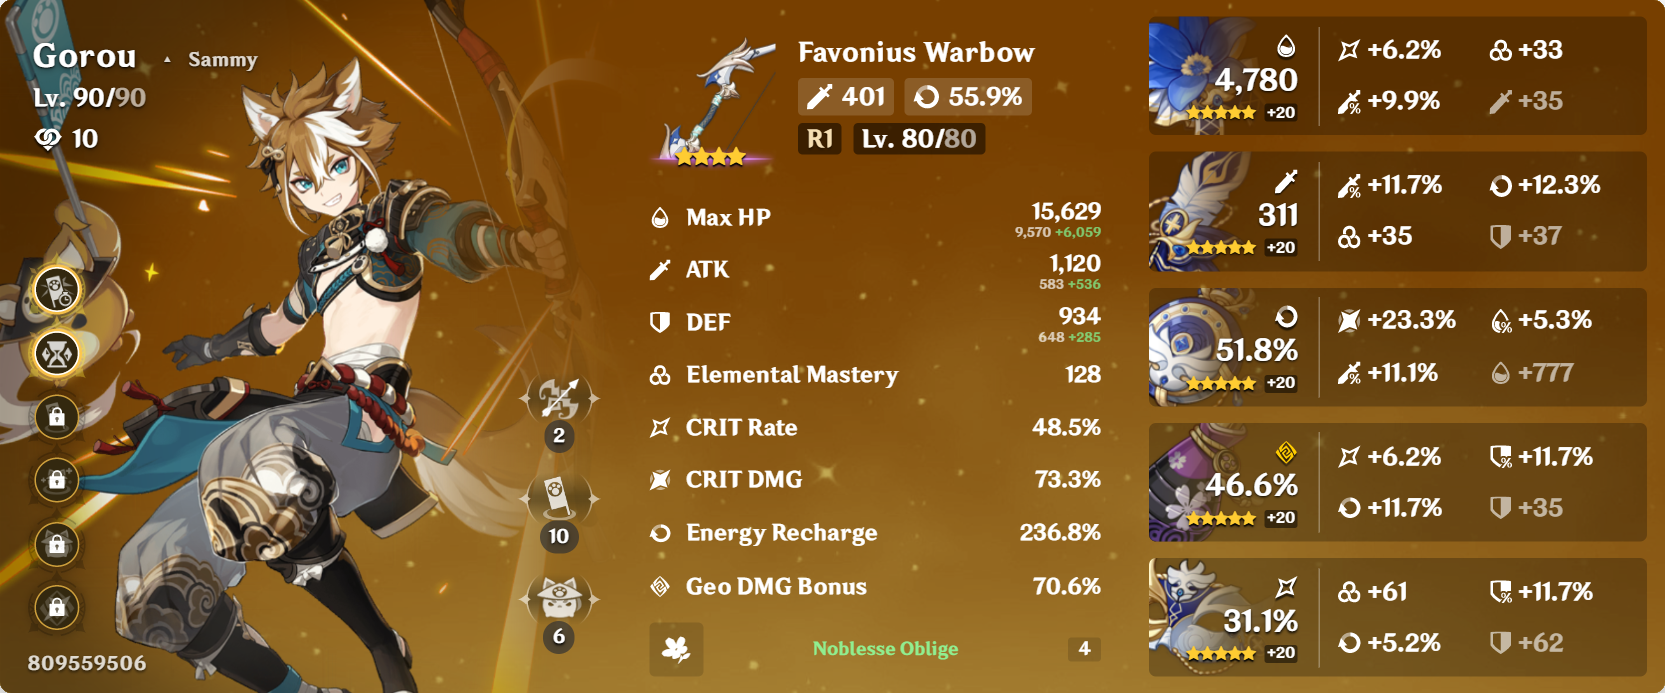 Gorou · Sammy
Lv. 90/90
10
2
10
6
809559506
Favonius Warbow
401 55.9%
R1 Lv. 80/80
Max HP 15,629
9,570 +6,059
ATK 1,120
583 +536
DEF 934
648 +285
Elemental Mastery 128
CRIT Rate 48.5%
CRIT DMG 73.3%
Energy Recharge 236.8%
Geo DMG Bonus 70.6%
Noblesse Oblige 4
4,780
+20
+6.2% +33
+9.9% +35
311
+20
+11.7% +12.3%
+35 +37
51.8%
+20
+23.3% +5.3%
+11.1% +777
46.6%
+20
+6.2% +11.7%
+11.7% +35
31.1%
+20
+61 +11.7%
+5.2% +62